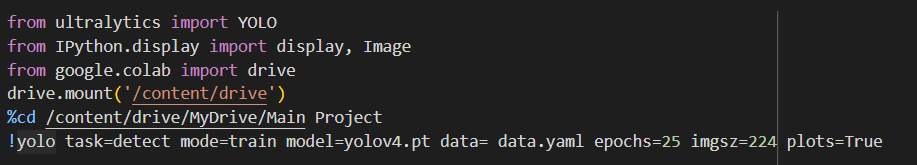 from ultralytics import YOLO
from IPython.display import display, Image
from google.colab import drive
drive.mount('/content/drive')
%cd /content/drive/MyDrive/Main Project
!yolo task=detect mode=train model=yolov4.pt data= data.yaml epochs=25 imgsz=224 plots=True